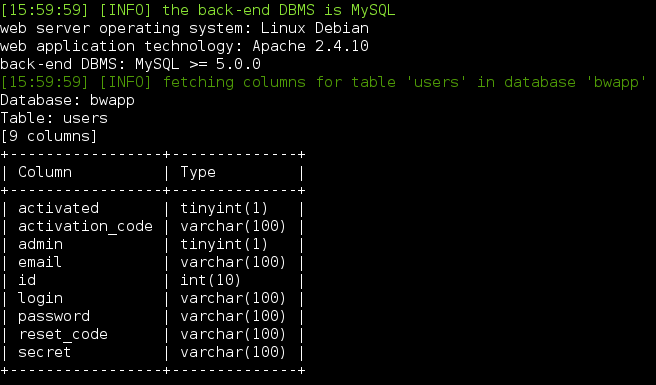 [15:59:59] [INFO] the back-end DBMS is MySQL
web server operating system: Linux Debian
web application technology: Apache 2.4.10
back-end DBMS: MySQL >= 5.0.0
[15:59:59] [INFO] fetching columns for table 'users' in database 'bwapp'
Database: bwapp
Table: users
[9 columns]
+-----------------+--------------+
| Column          | Type         |
+-----------------+--------------+
| activated       | tinyint(1)   |
| activation_code | varchar(100) |
| admin           | tinyint(1)   |
| email           | varchar(100) |
| id              | int(10)      |
| login           | varchar(100) |
| password        | varchar(100) |
| reset_code      | varchar(100) |
| secret          | varchar(100) |
+-----------------+--------------+